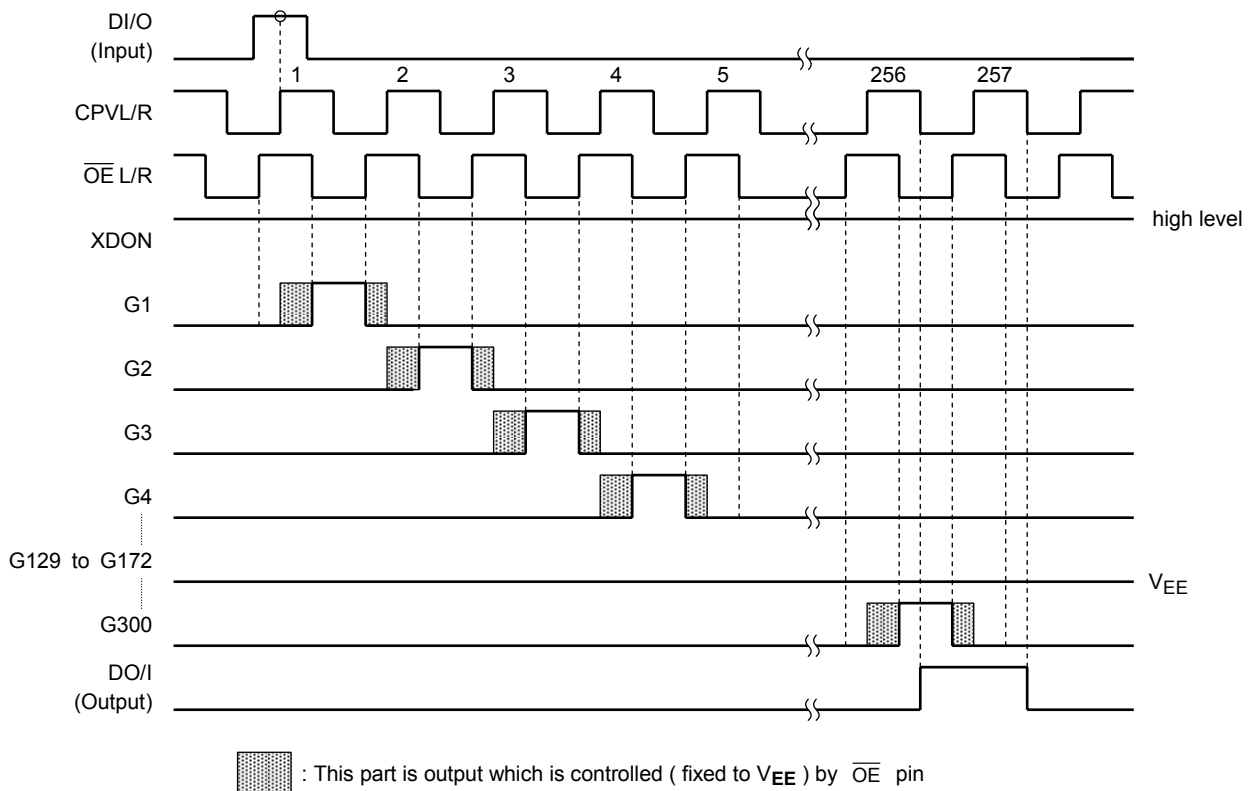 DI/O
(Input)
1 2 3 4 5 256 257
CPVL/R
OE L/R
XDON
high level
G1
G2
G3
G4
G129 to G172
VEE
G300
DO/I
(Output)
: This part is output which is controlled ( fixed to VEE ) by OE pin